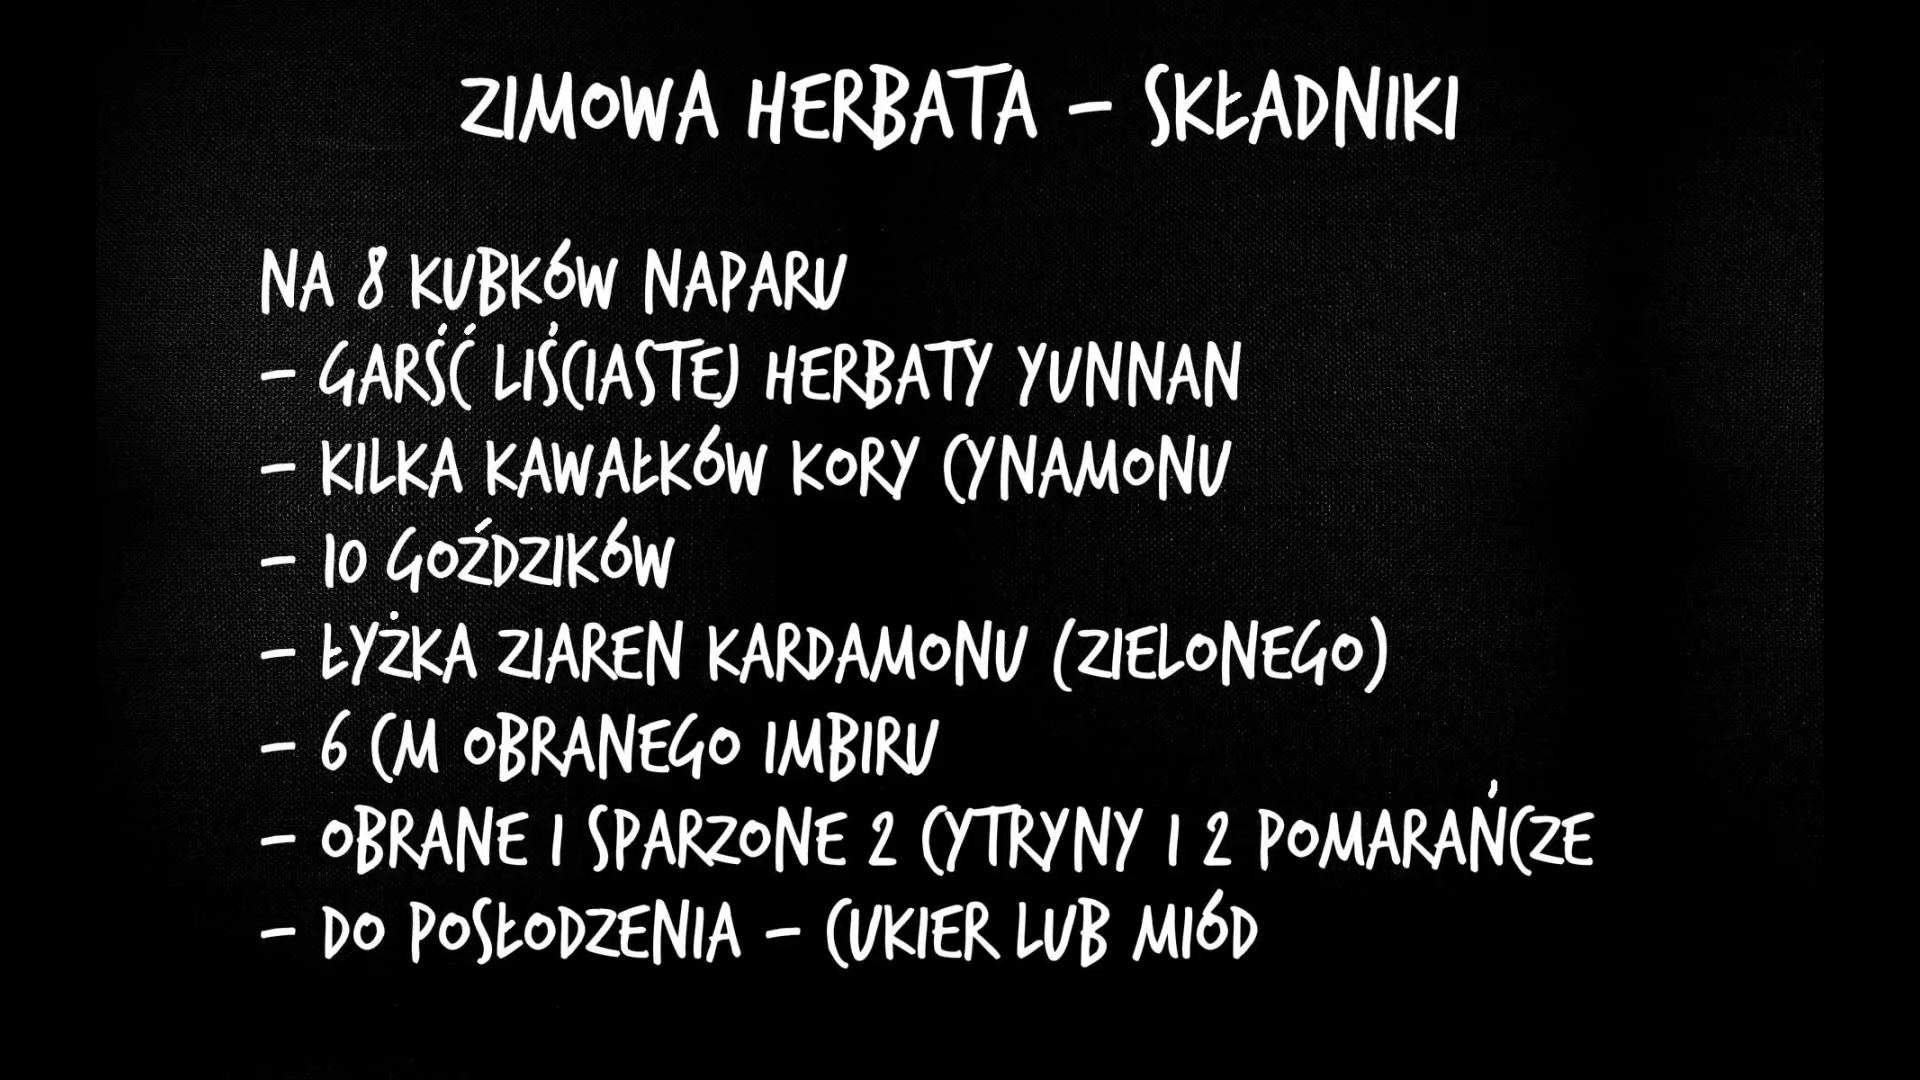 ZIMOWA HERBATA – SKŁADNIKI
NA 8 KUBKÓW NAPARU
– GARŚĆ LIŚCIASTEJ HERBATY YUNNAN
– KILKA KAWAŁKÓW KORY CYNAMONU
– 10 GOŹDZIKÓW
– ŁYŻKA ZIAREN KARDAMONU (ZIELONEGO)
– 6 CM OBRANEGO IMBIRU
– OBRANE I SPARZONE 2 CYTRYNY I 2 POMARAŃCZE
– DO POSŁODZENIA – CUKIER LUB MIÓD